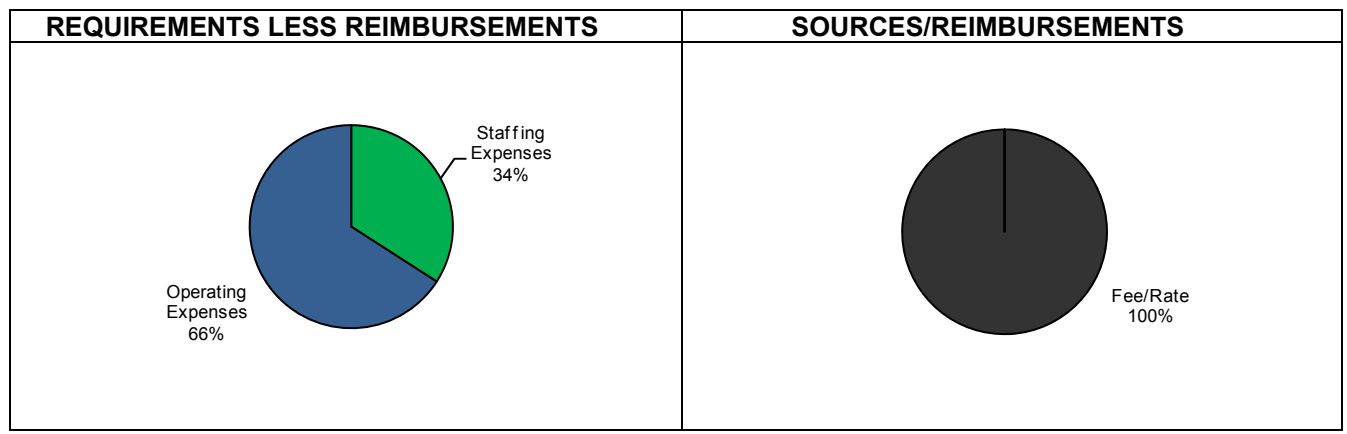 REQUIREMENTS LESS REIMBURSEMENTS
SOURCES/REIMBURSEMENTS
Staffing
Expenses
34%
Operating
Expenses
66%
Fee/Rate
100%